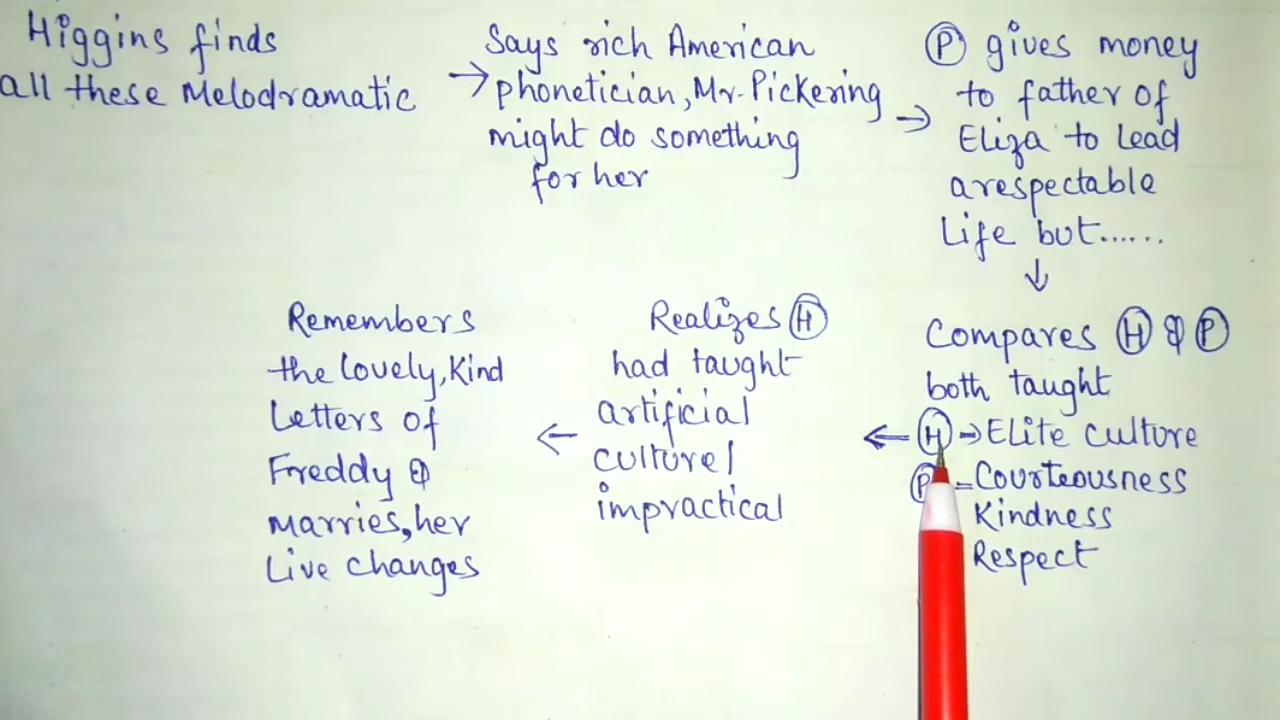 Higgins finds
all these Melodramatic
→ Says rich American
phonetician, Mr. Pickering
might do something
for her
→ Ⓟ gives money
to father of
Eliza to Lead
a respectable
Life but......
↓
Compares Ⓗ & Ⓟ
both taught
← Ⓗ → Elite culture
Ⓟ = Courteousness
Kindness
Respect
Realizes Ⓗ
had taught
artificial
← culture/
impractical
Remembers
the lovely, Kind
Letters of
Freddy &
marries, her
Live changes